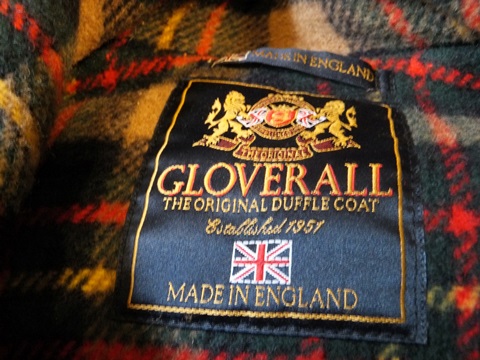 IN ENGLAND
THE ORIGINAL
GLOVERALL
THE ORIGINAL DUFFLE COAT
Established 1951
MADE IN ENGLAND